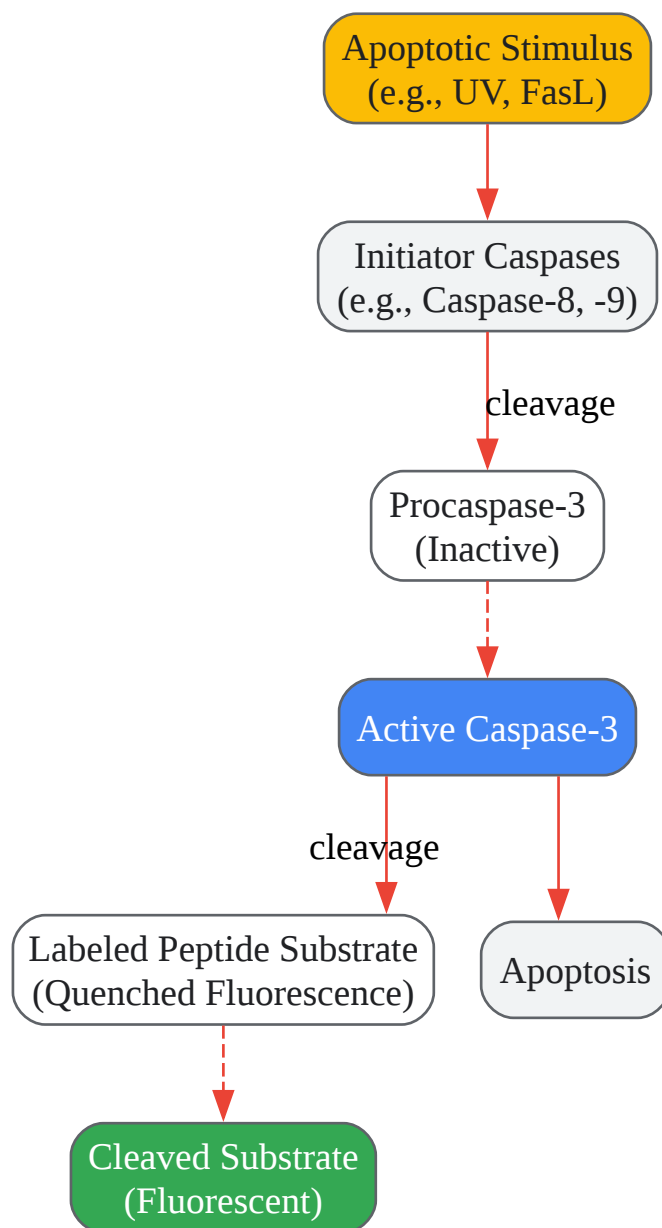 Apoptotic Stimulus
(e.g., UV, FasL)
Initiator Caspases
(e.g., Caspase-8, -9)
cleavage
Procaspase-3
(Inactive)
Active Caspase-3
cleavage
Labeled Peptide Substrate
(Quenched Fluorescence)
Apoptosis
Cleaved Substrate
(Fluorescent)